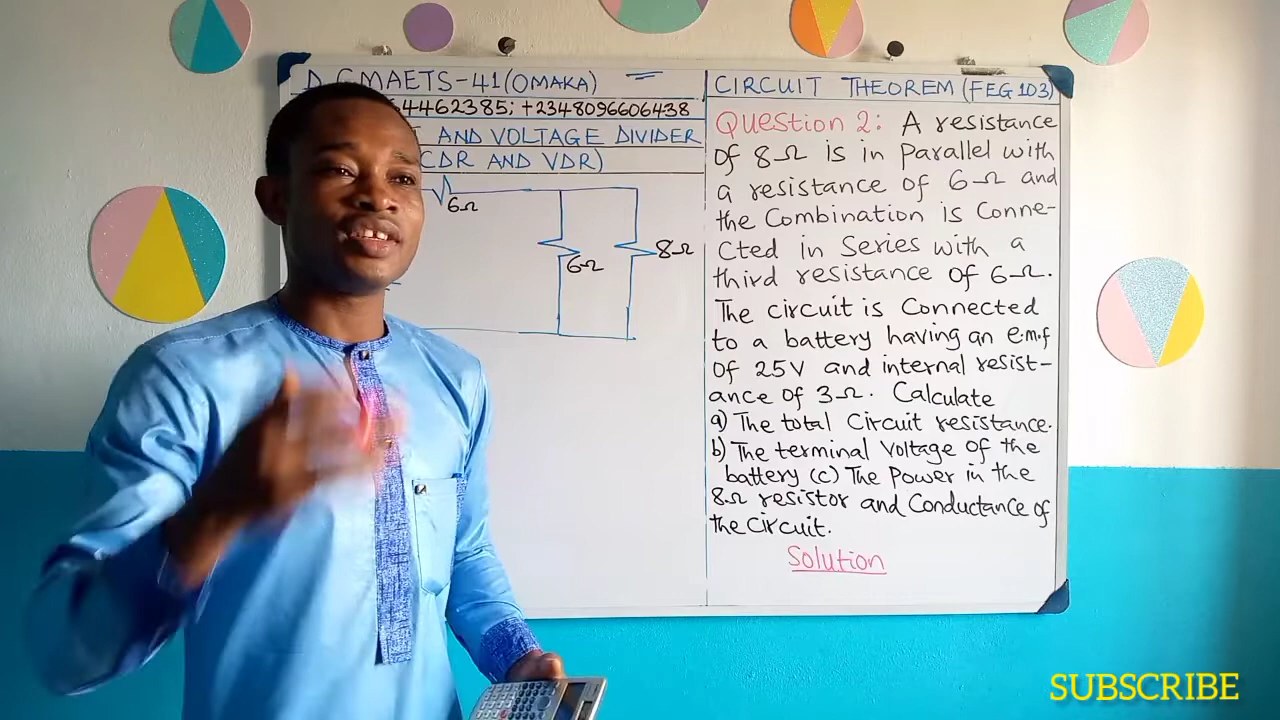 GMAETS-41 (OMAKA)
4462385; +2348096606438
AND VOLTAGE DIVIDER
(CDR AND VDR)
6Ω
6Ω
8Ω
CIRCUIT THEOREM (FEG 103)
Question 2: A resistance
of 8Ω is in parallel with
a resistance of 6Ω and
the Combination is Conne-
cted in Series with a
third resistance of 6Ω.
The circuit is Connected
to a battery having an e.m.f
of 25V and internal resist-
ance of 3Ω. Calculate
a) The total Circuit resistance.
b) The terminal Voltage of the
battery (c) The Power in the
8Ω resistor and Conductance of
the Circuit.
Solution
SUBSCRIBE